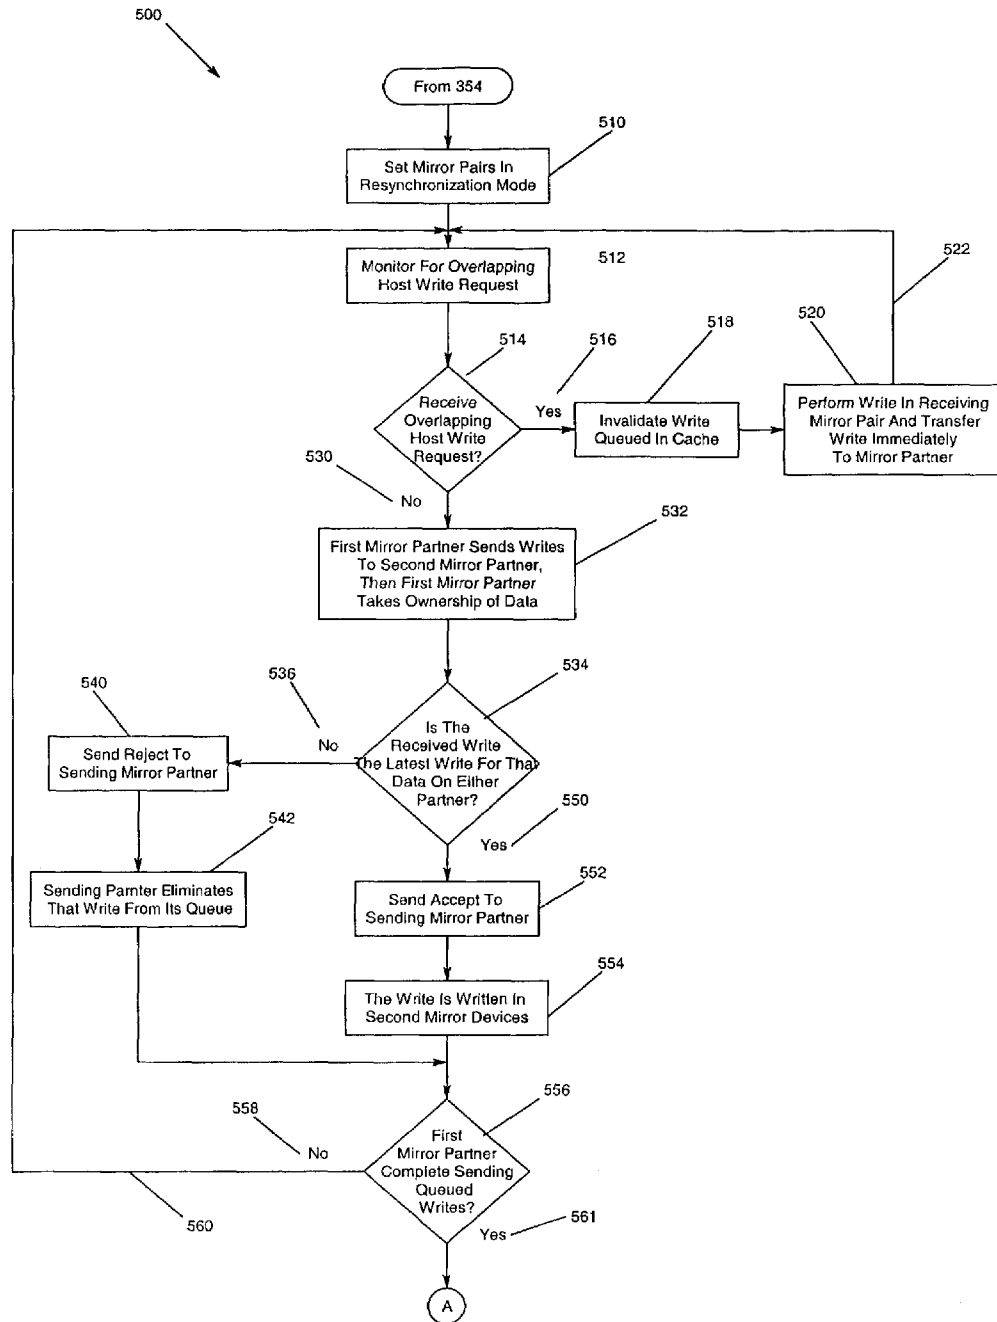 500
From 354
510
Set Mirror Pairs In
Resynchronization Mode
Monitor For Overlapping
Host Write Request
512
522
514
516
518
520
Receive
Overlapping
Host Write
Request?
Yes
Invalidate Write
Queued In Cache
Perform Write In Receiving
Mirror Pair And Transfer
Write Immediately
To Mirror Partner
530
No
532
First Mirror Partner Sends Writes
To Second Mirror Partner,
Then First Mirror Partner
Takes Ownership of Data
534
536
540
No
Is The
Received Write
The Latest Write For That
Data On Either
Partner?
Send Reject To
Sending Mirror Partner
550
Yes
542
Sending Parnter Eliminates
That Write From Its Queue
552
Send Accept To
Sending Mirror Partner
554
The Write Is Written In
Second Mirror Devices
556
558
No
First
Mirror Partner
Complete Sending
Queued
Writes?
560
Yes
561
A